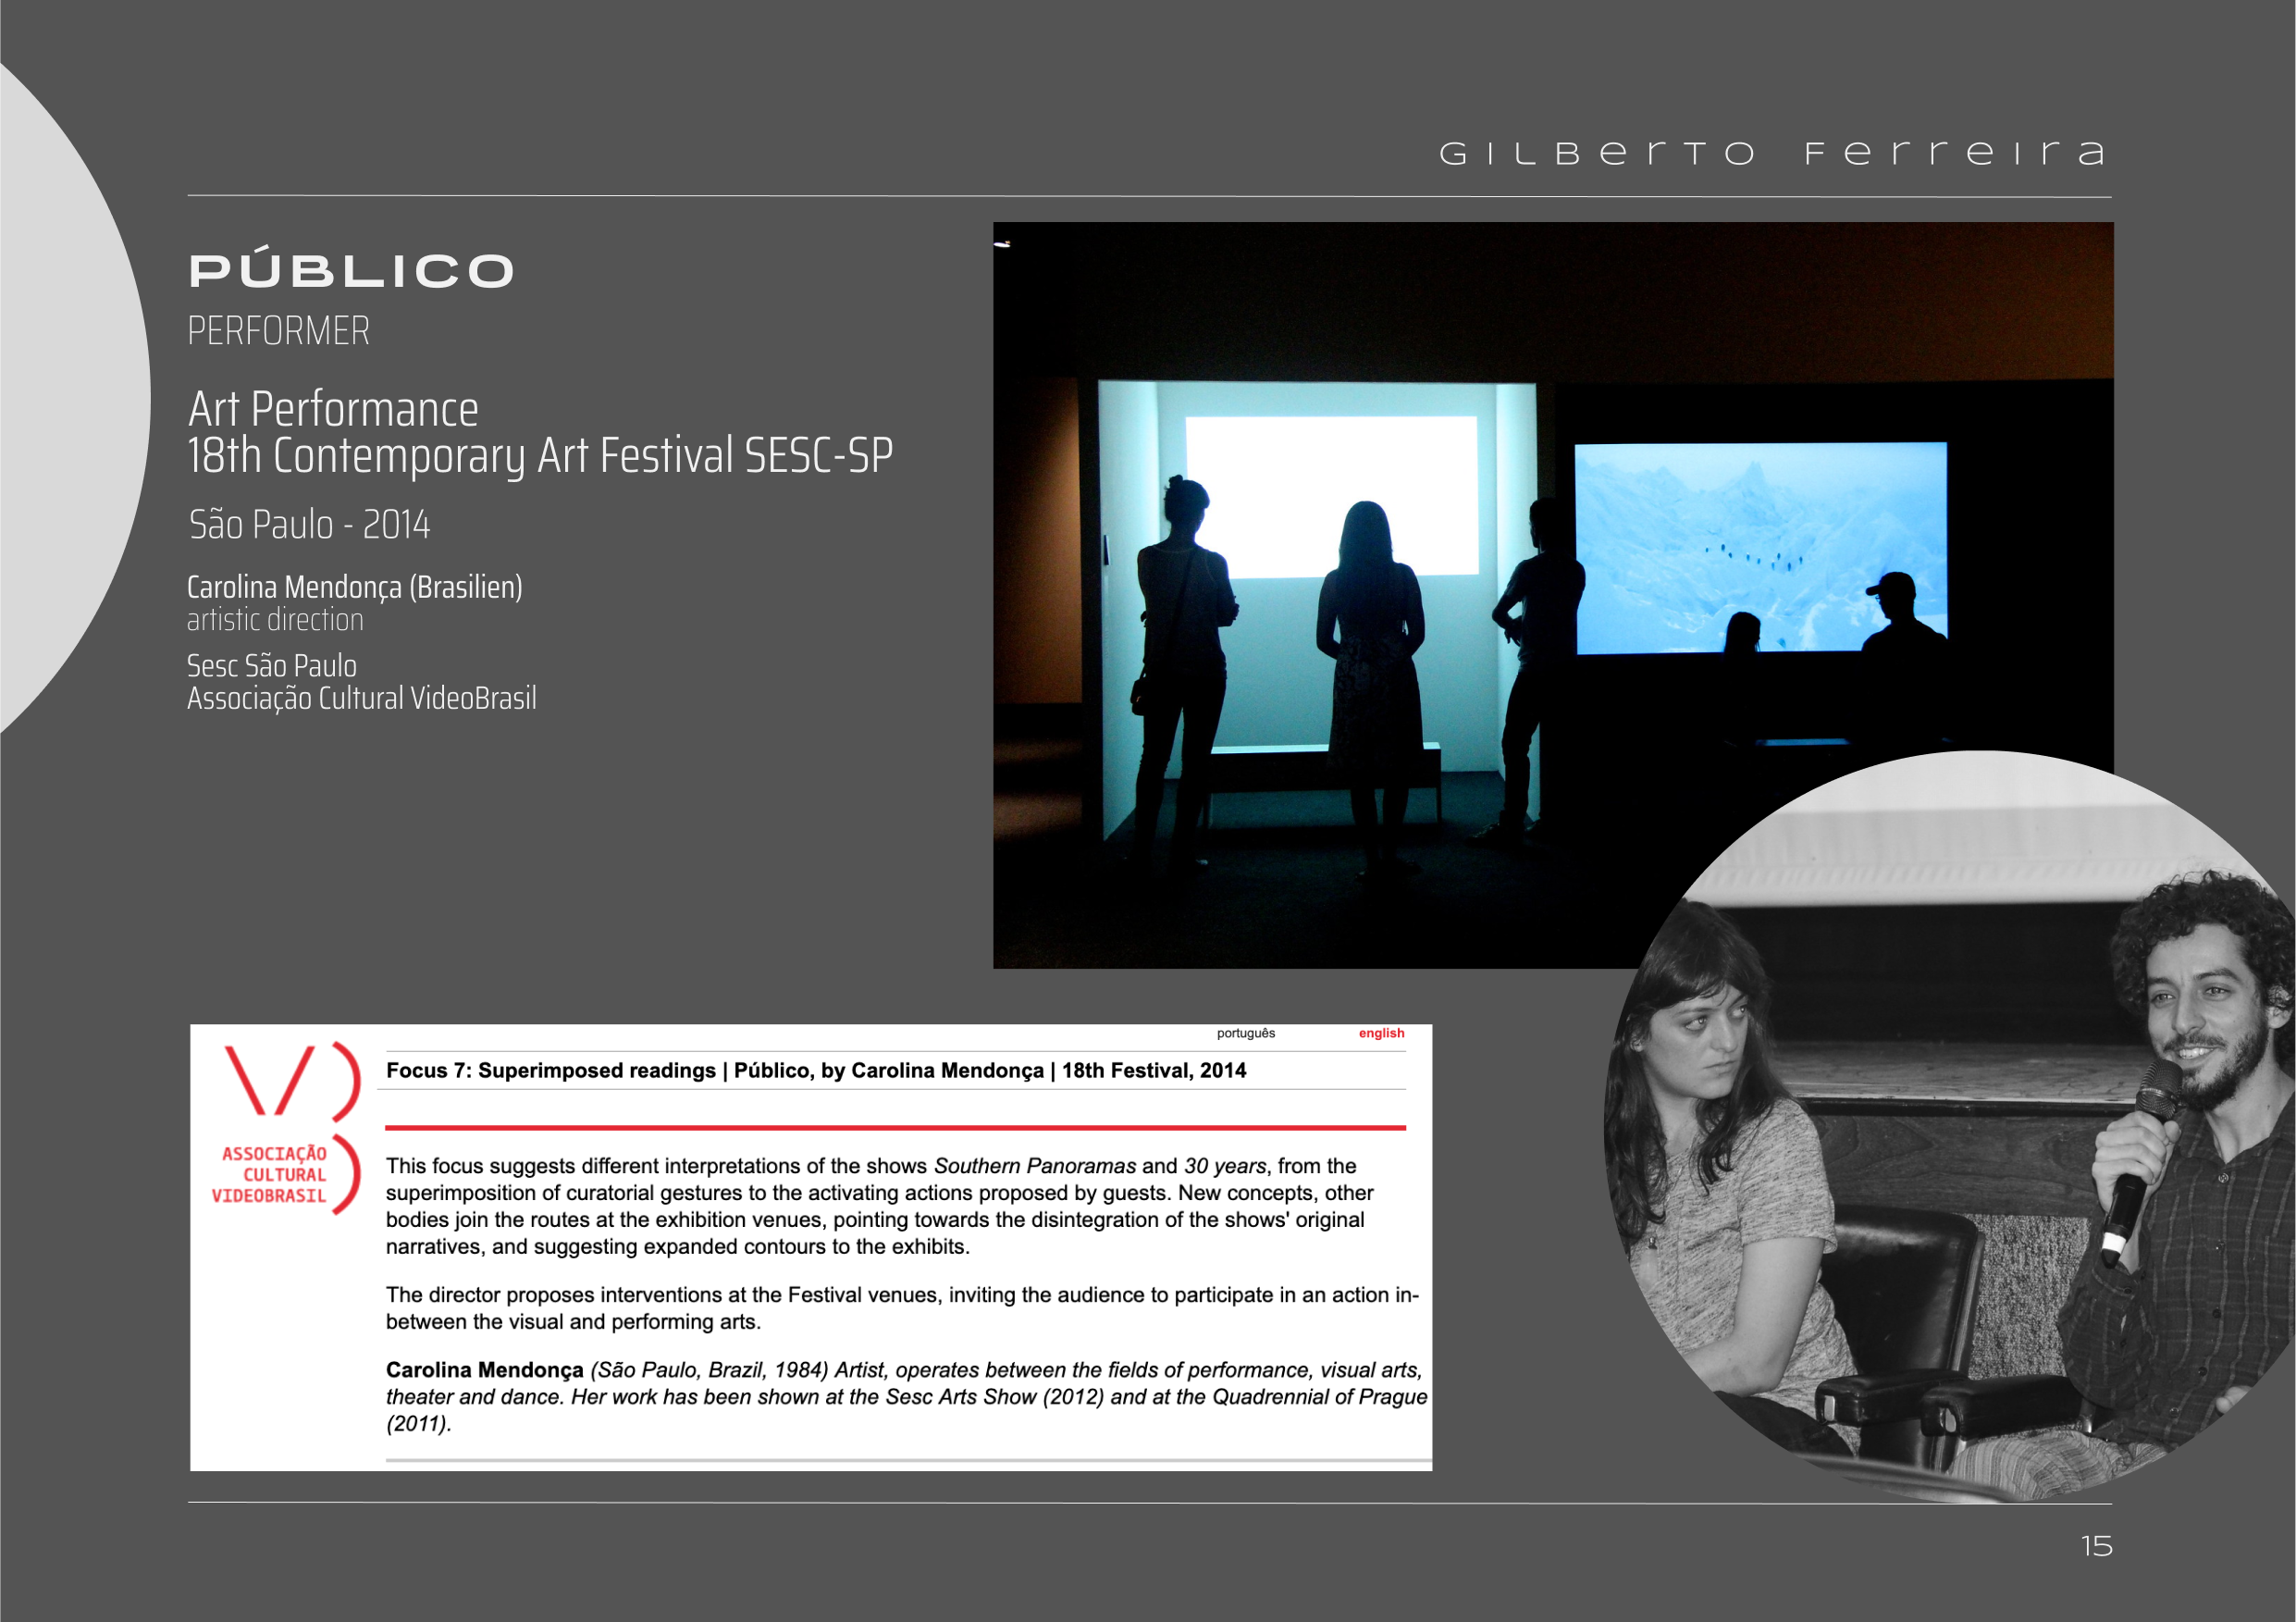 GILBerTO Ferreira
PÚBLICO
PERFORMER
Art Performance
18th Contemporary Art Festival SESC-SP
São Paulo - 2014
Carolina Mendonça (Brasilien)
artistic direction
Sesc São Paulo
Associação Cultural VideoBrasil
português english
Focus 7: Superimposed readings | Público, by Carolina Mendonça | 18th Festival, 2014
ASSOCIAÇÃO
CULTURAL
VIDEOBRASIL
This focus suggests different interpretations of the shows Southern Panoramas and 30 years, from the
superimposition of curatorial gestures to the activating actions proposed by guests. New concepts, other
bodies join the routes at the exhibition venues, pointing towards the disintegration of the shows' original
narratives, and suggesting expanded contours to the exhibits.
The director proposes interventions at the Festival venues, inviting the audience to participate in an action in-
between the visual and performing arts.
Carolina Mendonça (São Paulo, Brazil, 1984) Artist, operates between the fields of performance, visual arts,
theater and dance. Her work has been shown at the Sesc Arts Show (2012) and at the Quadrennial of Prague
(2011).
15